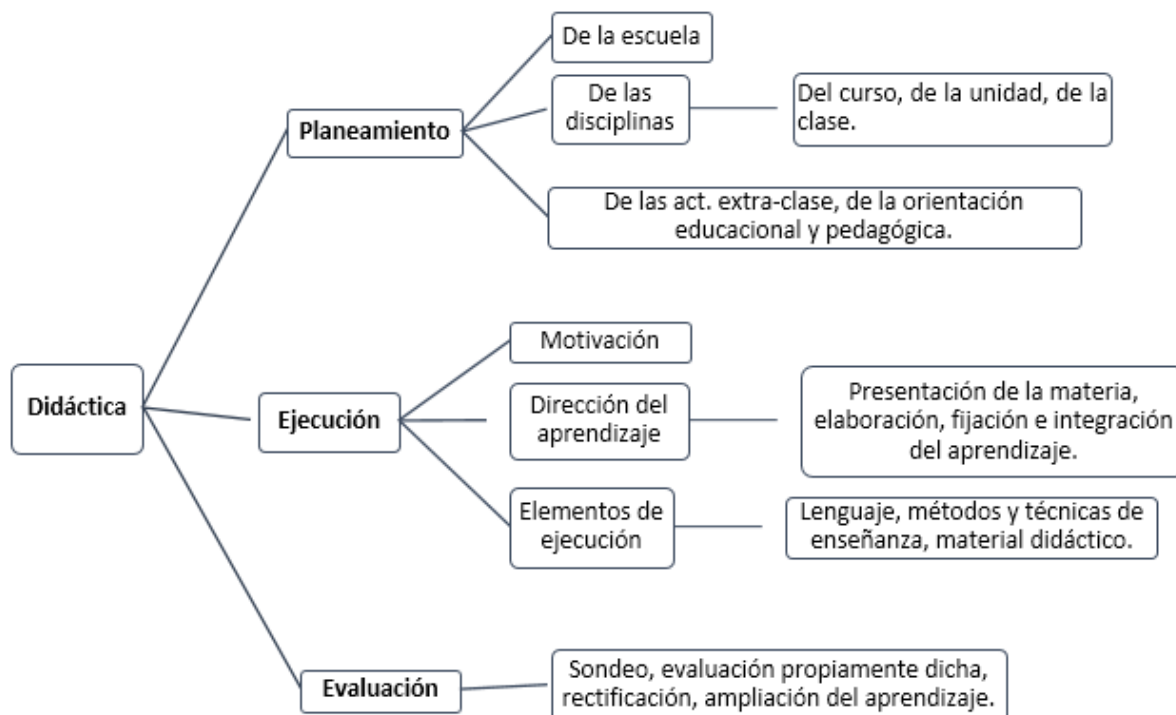 De la escuela
De las
disciplinas
Del curso, de la unidad, de la
clase.
Planeamiento
De las act. extra-clase, de la orientación
educacional y pedagógica.
Didáctica
Motivación
Ejecución
Dirección del
aprendizaje
Presentación de la materia,
elaboración, fijación e integración
del aprendizaje.
Elementos de
ejecución
Lenguaje, métodos y técnicas de
enseñanza, material didáctico.
Evaluación
Sondeo, evaluación propiamente dicha,
rectificación, ampliación del aprendizaje.